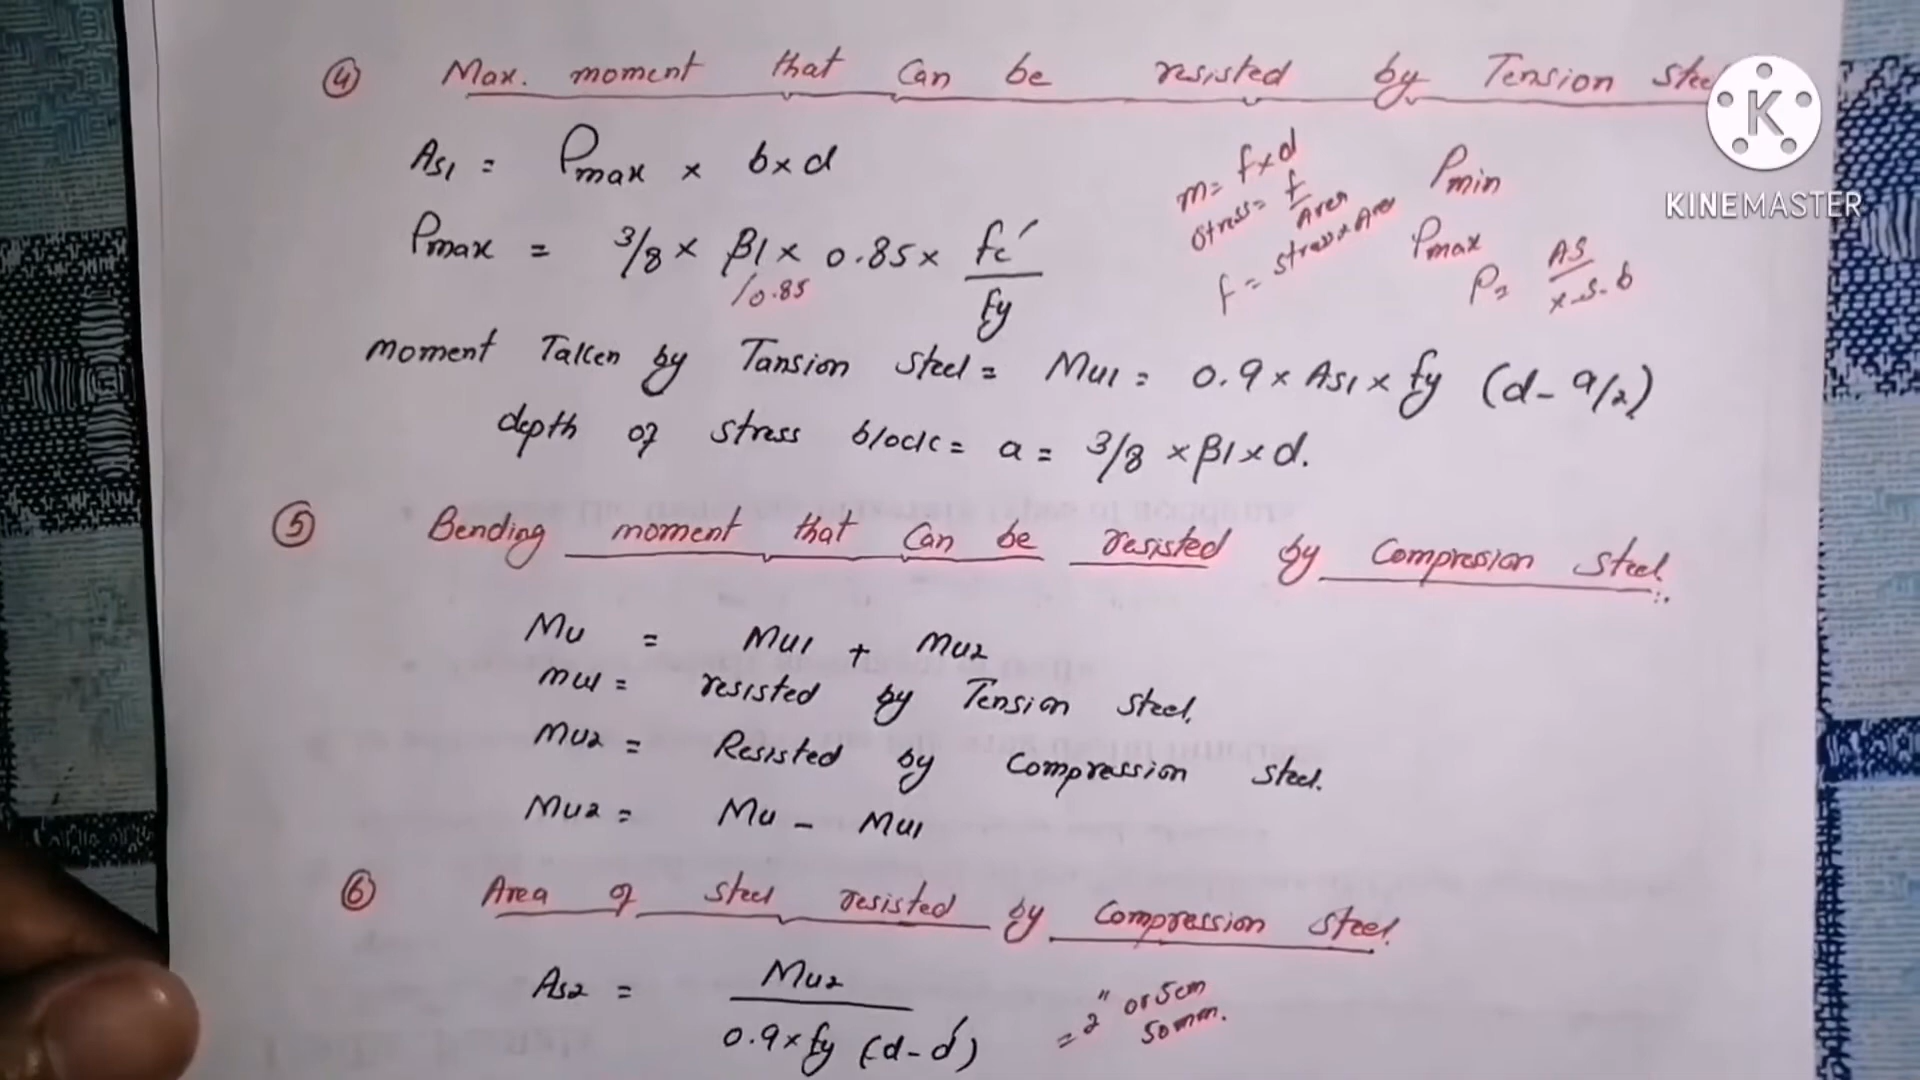 ④ Max. moment that Can be resisted by Tension Steel
As1 = Pmax × b×d
Pmax = 3/8 × β1 × 0.85 × fc' / fy
/0.85
m= f×d
Stress= f / Area
f = stress × Area
Pmin
Pmax
P= AS / x-s. b
moment Taken by Tansion Steel = Mu1 = 0.9 × As1 × fy (d - a/2)
depth of stress block = a = 3/8 × β1 × d.
⑤ Bending moment that Can be resisted by Compression Steel.
Mu = Mu1 + Mu2
mu1 = resisted by Tension Steel.
Mu2 = Resisted by Compression Steel.
Mu2 = Mu - Mu1
⑥ Area of steel resisted by Compression Steel.
As2 = Mu2 / 0.9×fy (d-d')
= 2" or 5cm
50mm.
K
KINEMASTER